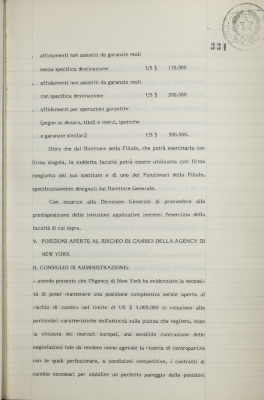 331
. affidamenti non assistiti da garanzie reali
senza specifica destinazione US $ 170.000
. affidamenti non assistiti da garanzie reali
con specifica destinazione US $ 200.000
. affidamenti per operazioni garantite
(pegno su denaro, titoli e merci, ipoteche
o garanzie similari) US $ 300.000.
Oltre che dal Direttore della Filiale, che potrà esercitarla con
firma singola, la suddetta facoltà potrà essere utilizzata con firma
congiunta del suo sostituto e di uno dei Funzionari della Filiale,
specificatamente designati dal Direttore Generale.
Con incarico alla Direzione Generale di provvedere alla
predisposizione delle istruzioni applicative inerenti l'esercizio della
facoltà di cui sopra.
9. POSIZIONI APERTE AL RISCHIO DI CAMBIO DELLA AGENCY DI
NEW YORK
IL CONSIGLIO DI AMMINISTRAZIONE:
- avendo presente che l'Agency di New York ha evidenziato la necessi-
tà di poter mantenere una posizione complessiva serale aperta al
rischio di cambio nel limite di US $ 5.000.000 in relazione alle
particolari caratteristiche dell'attività sulla piazza che registra, dopo
la chiusura dei mercati europei, una sensibile contrazione delle
negoziazioni tale da rendere meno agevole la ricerca di controparte
con le quali perfezionare, a condizioni competitive, i contratti di
cambio necessari per stabilire un perfetto pareggio delle posizioni